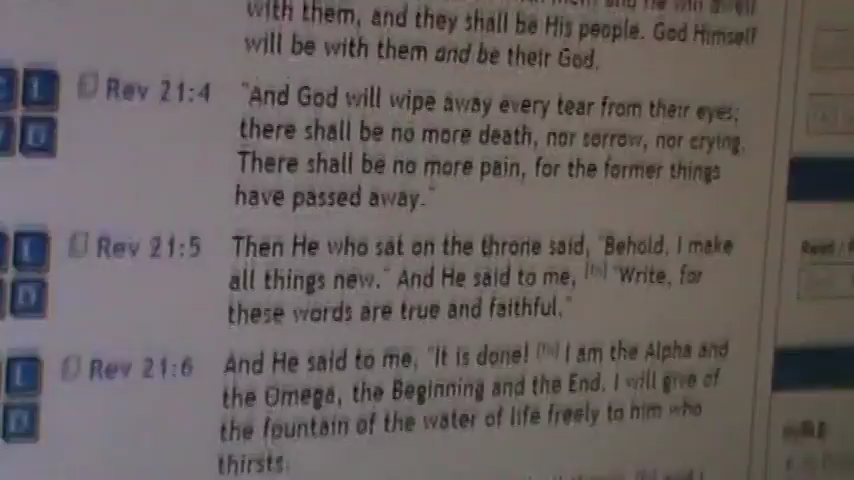 with them, and they shall be His people. God Himself
will be with them and be their God.
Rev 21:4 "And God will wipe away every tear from their eyes;
there shall be no more death, nor sorrow, nor crying.
There shall be no more pain, for the former things
have passed away."
Rev 21:5 Then He who sat on the throne said, "Behold, I make
all things new." And He said to me, [fn] "Write, for
these words are true and faithful."
Rev 21:6 And He said to me, "It is done! [fn] I am the Alpha and
the Omega, the Beginning and the End. I will give of
the fountain of the water of life freely to him who
thirsts.
L
D
L
D
L
D